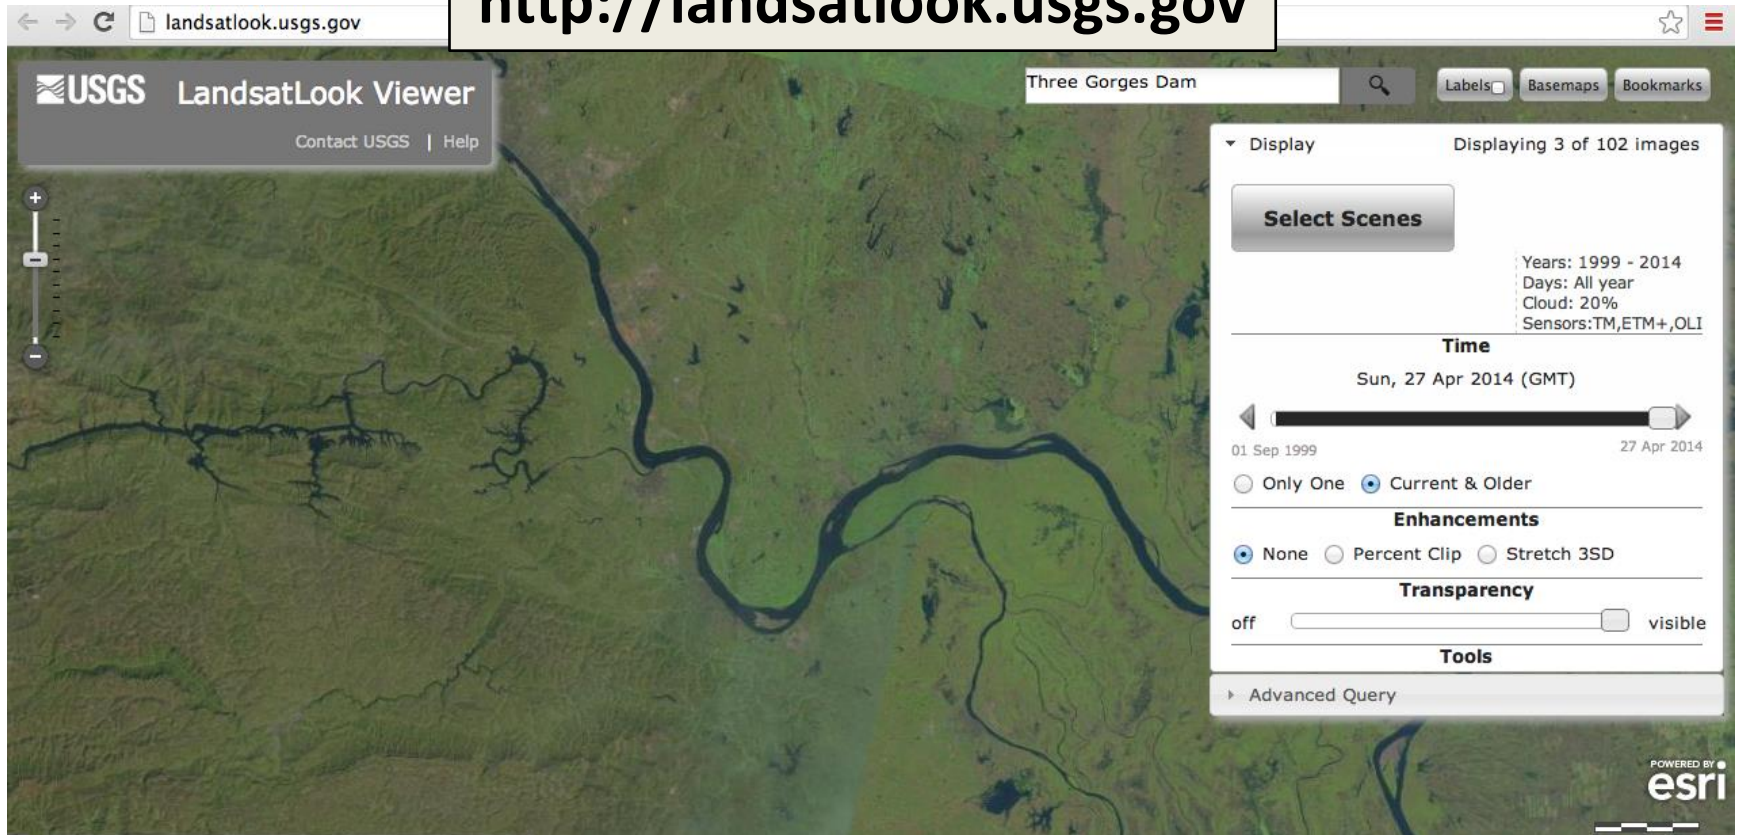 http://landsatlook.usgs.gov
landsatlook.usgs.gov
USGS LandsatLook Viewer
Contact USGS | Help
Three Gorges Dam
Labels Basemaps Bookmarks
Display Displaying 3 of 102 images
Select Scenes
Years: 1999 - 2014
Days: All year
Cloud: 20%
Sensors:TM,ETM+,OLI
Time
Sun, 27 Apr 2014 (GMT)
01 Sep 1999 27 Apr 2014
Only One Current & Older
Enhancements
None Percent Clip Stretch 3SD
Transparency
off visible
Tools
Advanced Query
POWERED BY
esri